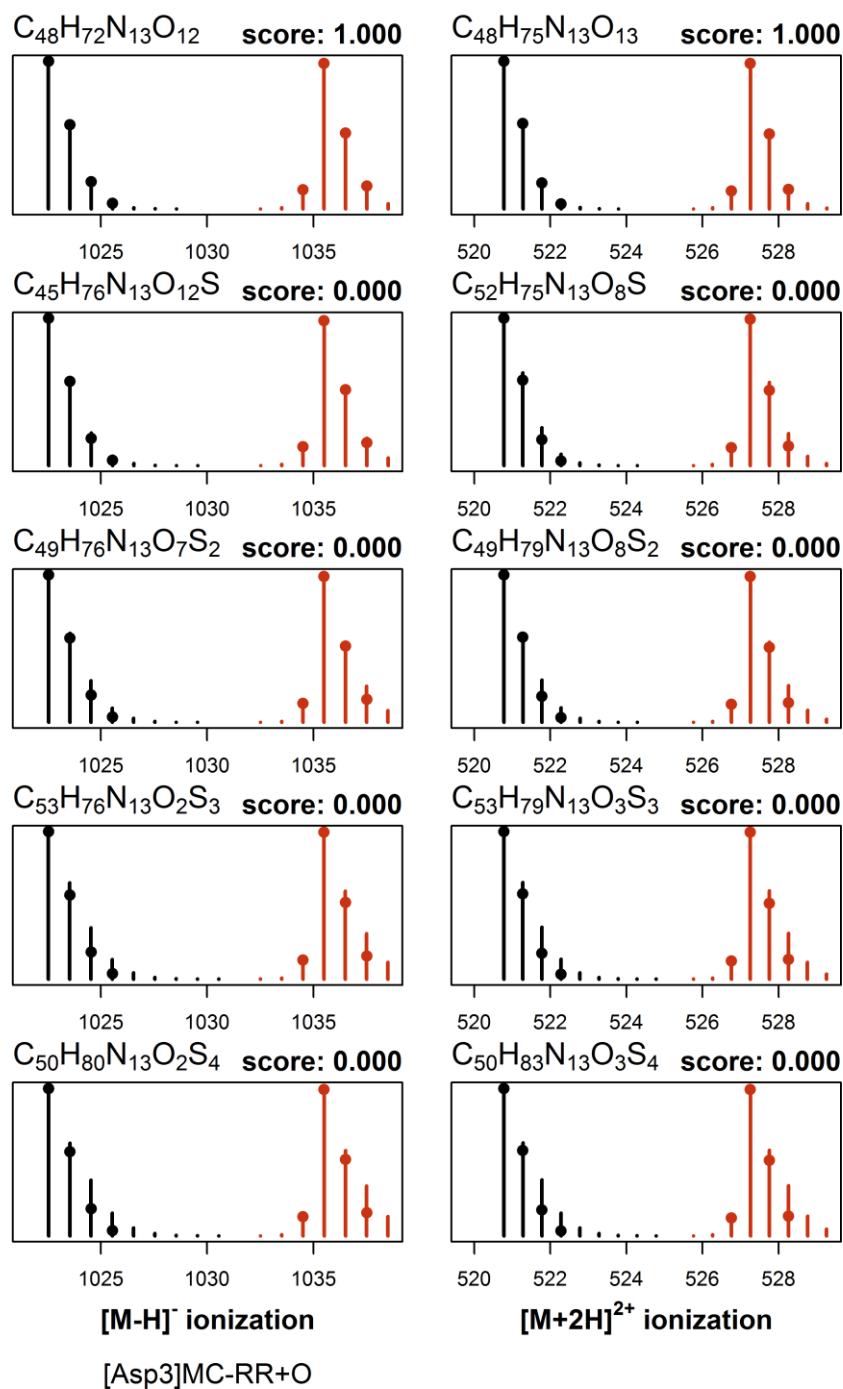 C48H72N13O12 score: 1.000 C48H75N13O13 score: 1.000
1025 1030 1035 520 522 524 526 528
C45H76N13O12S score: 0.000 C52H75N13O8S score: 0.000
1025 1030 1035 520 522 524 526 528
C49H76N13O7S2 score: 0.000 C49H79N13O8S2 score: 0.000
1025 1030 1035 520 522 524 526 528
C53H76N13O2S3 score: 0.000 C53H79N13O3S3 score: 0.000
1025 1030 1035 520 522 524 526 528
C50H80N13O2S4 score: 0.000 C50H83N13O3S4 score: 0.000
1025 1030 1035 520 522 524 526 528
[M-H]- ionization [M+2H]2+ ionization
[Asp3]MC-RR+O